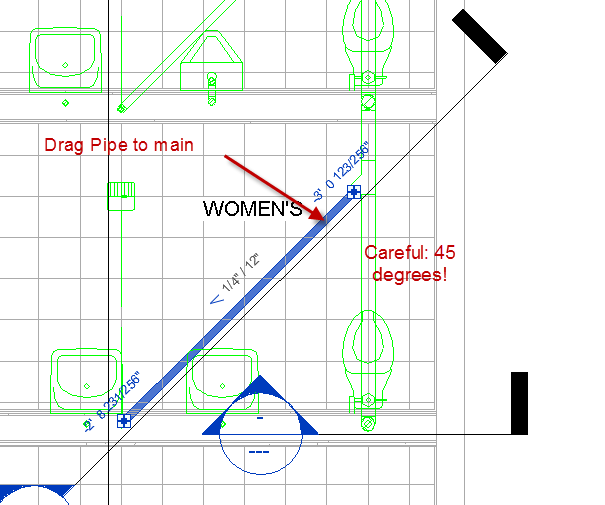 Drag Pipe to main
-3' 0 123/256"
WOMEN'S
Careful: 45
degrees!
< 1/4" / 12"
-2' 8 231/256"
-
---